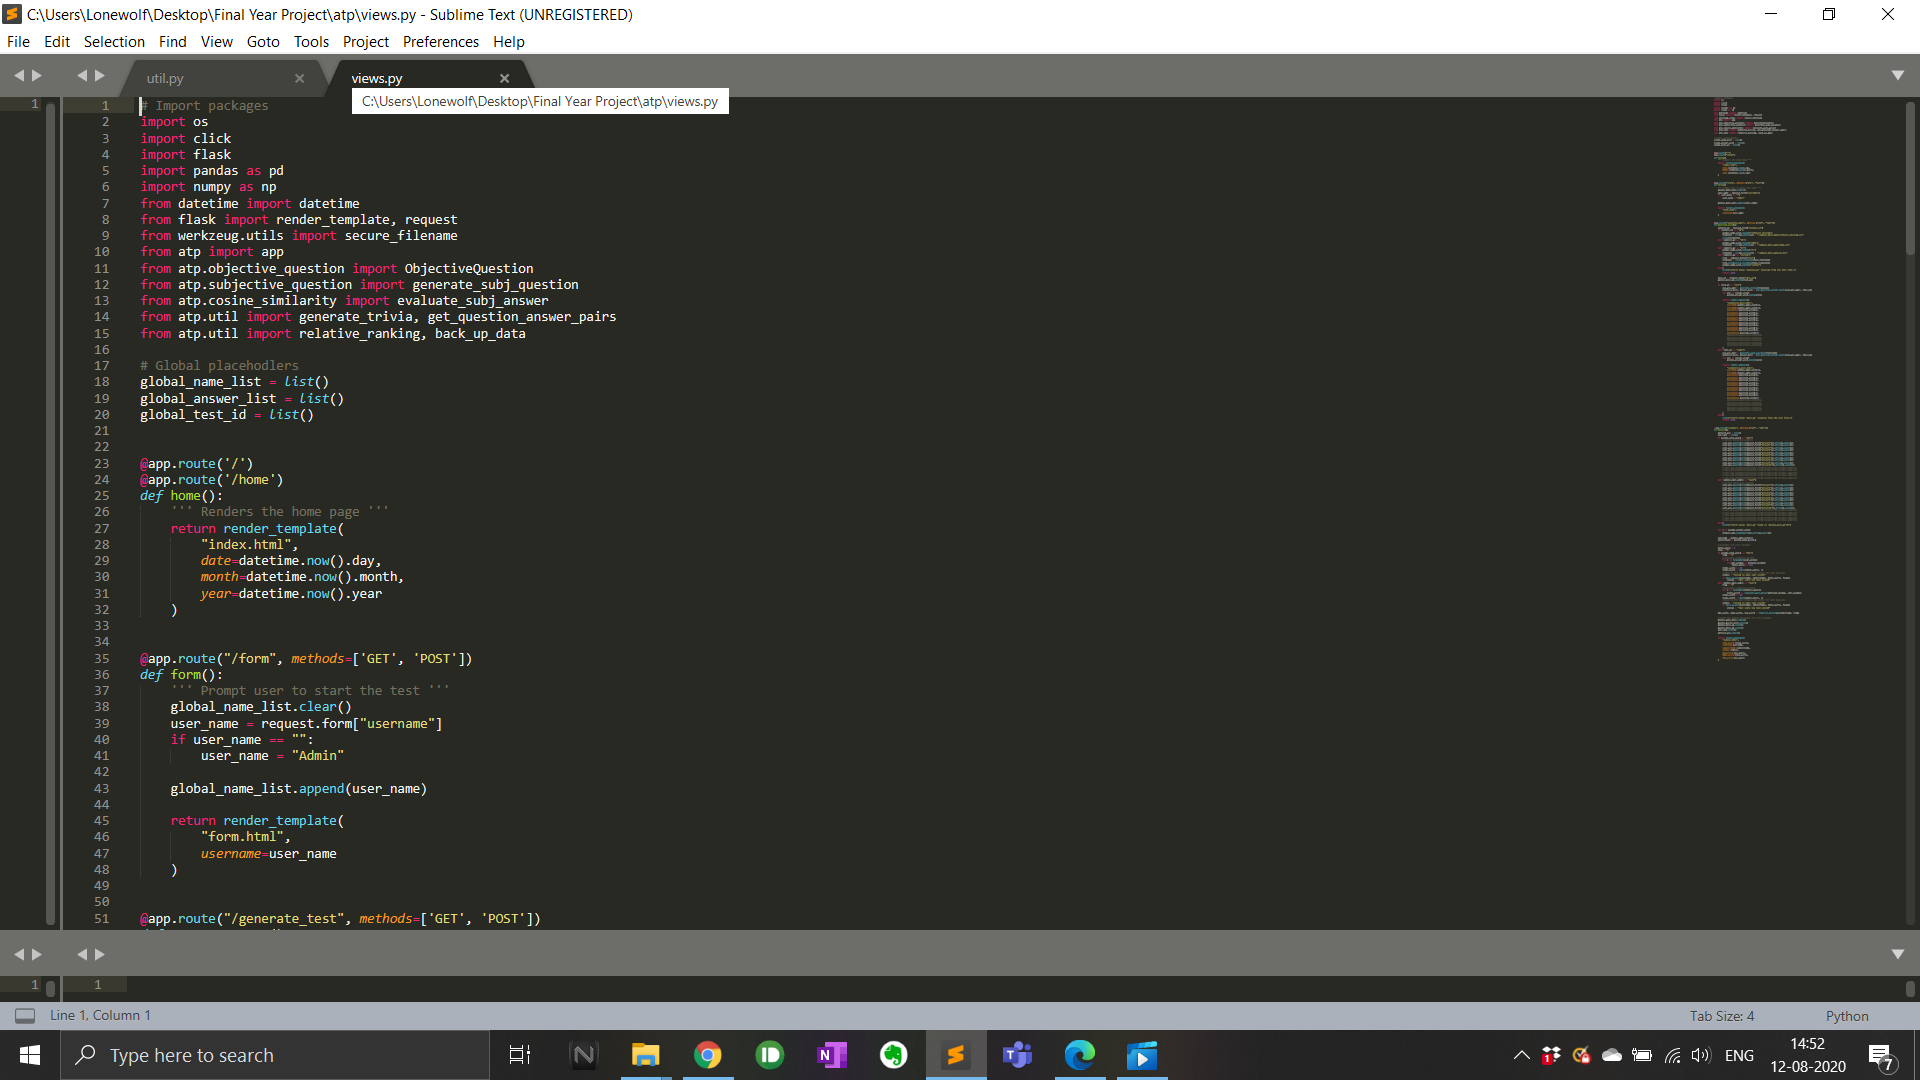 C:\Users\Lonewolf\Desktop\Final Year Project\atp\views.py - Sublime Text (UNREGISTERED)
File Edit Selection Find View Goto Tools Project Preferences Help
util.py
views.py
C:\Users\Lonewolf\Desktop\Final Year Project\atp\views.py
1
1 # Import packages
2 import os
3 import click
4 import flask
5 import pandas as pd
6 import numpy as np
7 from datetime import datetime
8 from flask import render_template, request
9 from werkzeug.utils import secure_filename
10 from atp import app
11 from atp.objective_question import ObjectiveQuestion
12 from atp.subjective_question import generate_subj_question
13 from atp.cosine_similarity import evaluate_subj_answer
14 from atp.util import generate_trivia, get_question_answer_pairs
15 from atp.util import relative_ranking, back_up_data
16
17 # Global placehodlers
18 global_name_list = list()
19 global_answer_list = list()
20 global_test_id = list()
21
22
23 @app.route('/')
24 @app.route('/home')
25 def home():
26     ''' Renders the home page '''
27     return render_template(
28         "index.html",
29         date=datetime.now().day,
30         month=datetime.now().month,
31         year=datetime.now().year
32     )
33
34
35 @app.route("/form", methods=['GET', 'POST'])
36 def form():
37     ''' Prompt user to start the test '''
38     global_name_list.clear()
39     user_name = request.form["username"]
40     if user_name == "":
41         user_name = "Admin"
42
43     global_name_list.append(user_name)
44
45     return render_template(
46         "form.html",
47         username=user_name
48     )
49
50
51 @app.route("/generate_test", methods=['GET', 'POST'])
1
1
Line 1, Column 1
Tab Size: 4
Python
Type here to search
ENG
14:52
12-08-2020
7